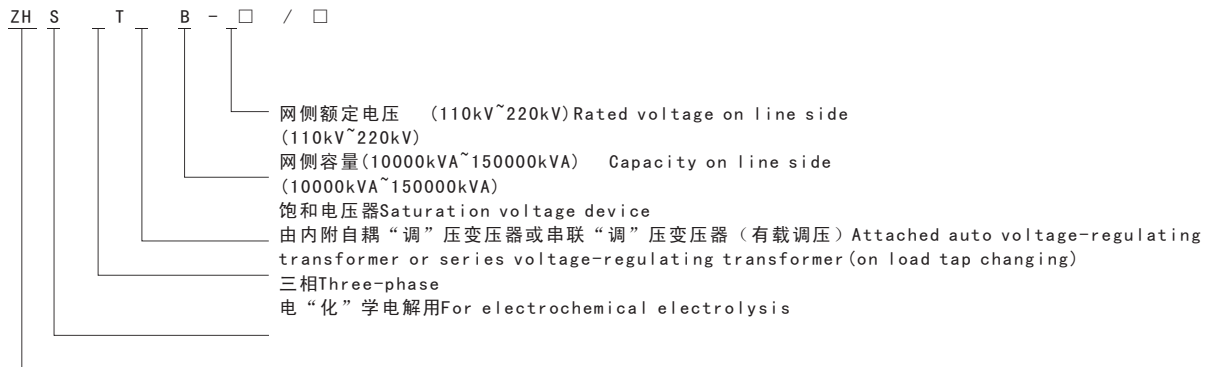 ZH S T B - □ / □
网侧额定电压 (110kV~220kV)Rated voltage on line side
(110kV~220kV)
网侧容量(10000kVA~150000kVA) Capacity on line side
(10000kVA~150000kVA)
饱和电压器Saturation voltage device
由内附自耦“调”压变压器或串联“调”压变压器（有载调压）Attached auto voltage-regulating
transformer or series voltage-regulating transformer(on load tap changing)
三相Three-phase
电“化”学电解用For electrochemical electrolysis